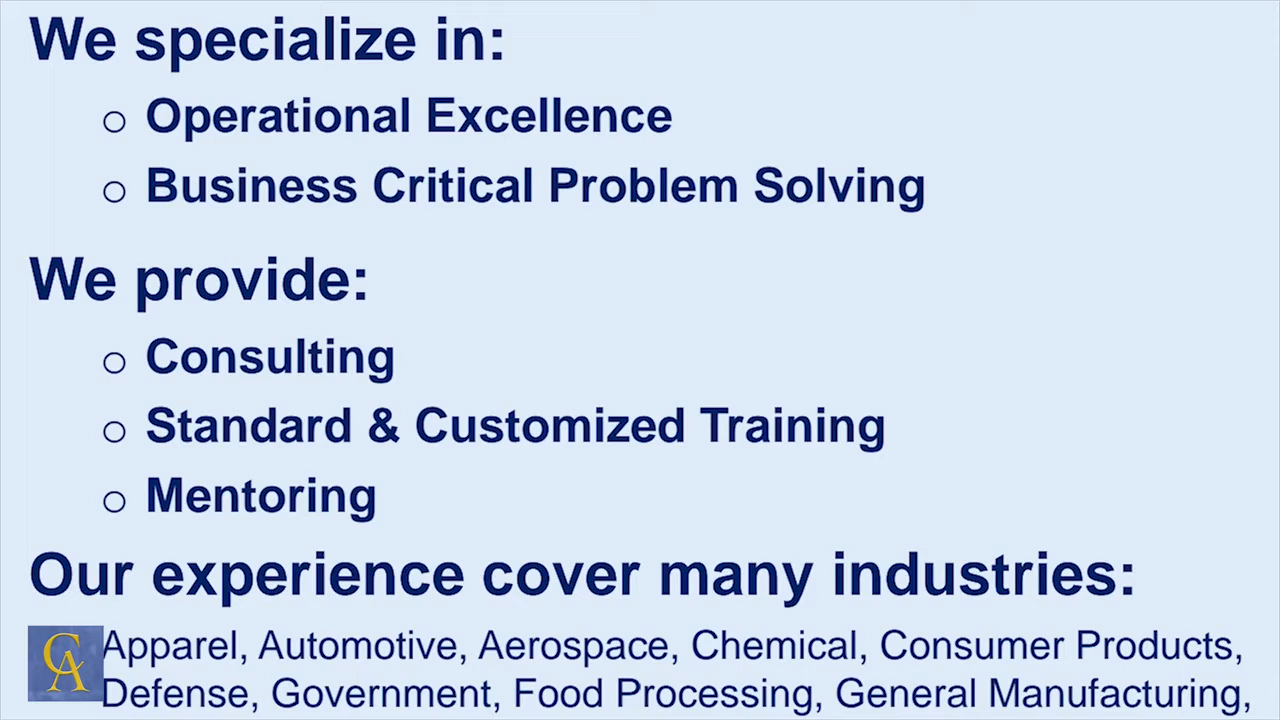 We specialize in:
o Operational Excellence
o Business Critical Problem Solving
We provide:
o Consulting
o Standard & Customized Training
o Mentoring
Our experience cover many industries:
Apparel, Automotive, Aerospace, Chemical, Consumer Products,
Defense, Government, Food Processing, General Manufacturing,
CA